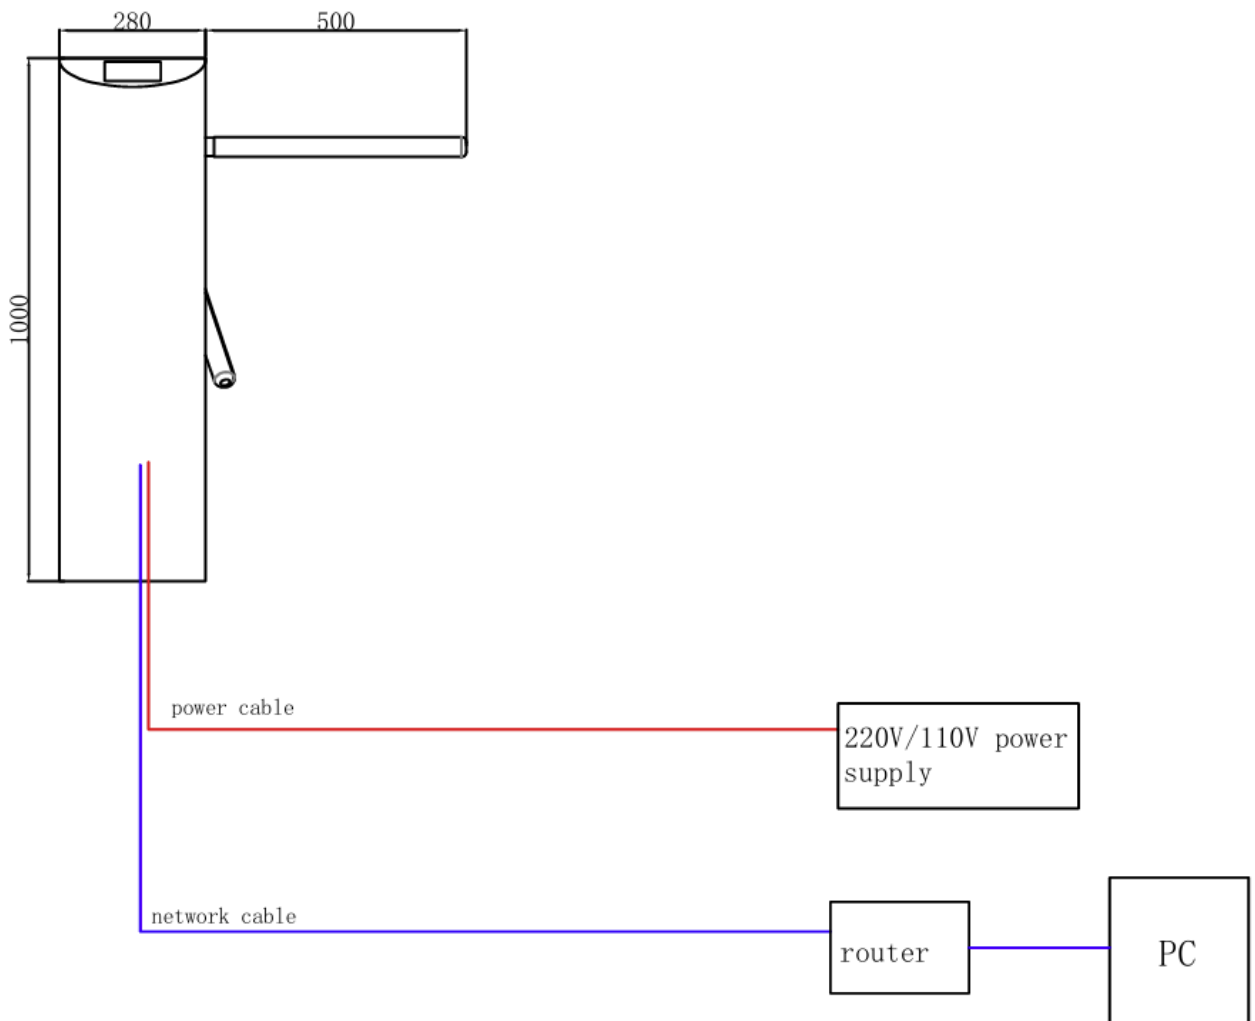 280
500
1000
power cable
220V/110V power
supply
network cable
router
PC